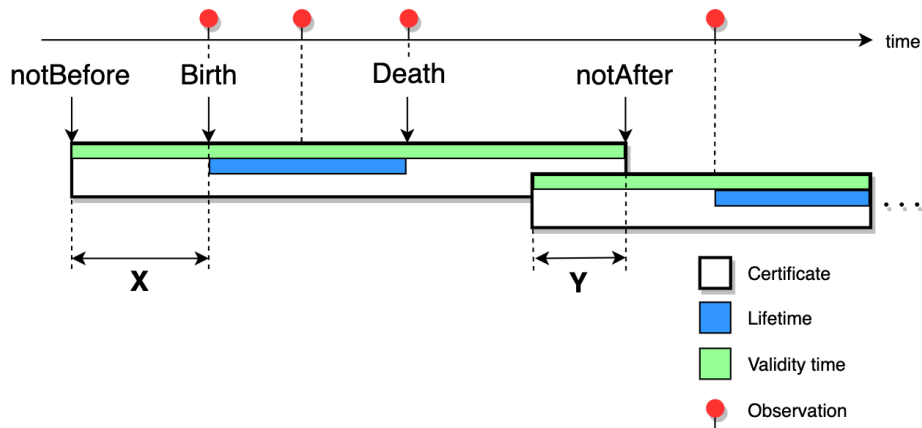 time
notBefore
Birth
Death
notAfter
...
X
Y
Certificate
Lifetime
Validity time
Observation